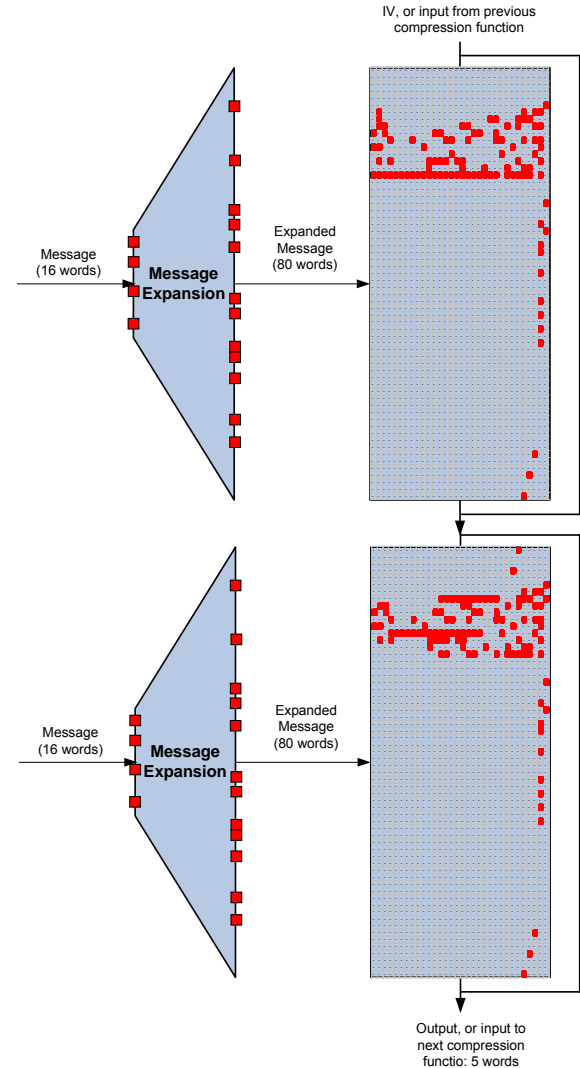 IV, or input from previous
compression function
Message
(16 words)
Message
Expansion
Expanded
Message
(80 words)
Message
(16 words)
Message
Expansion
Expanded
Message
(80 words)
Output, or input to
next compression
functio: 5 words